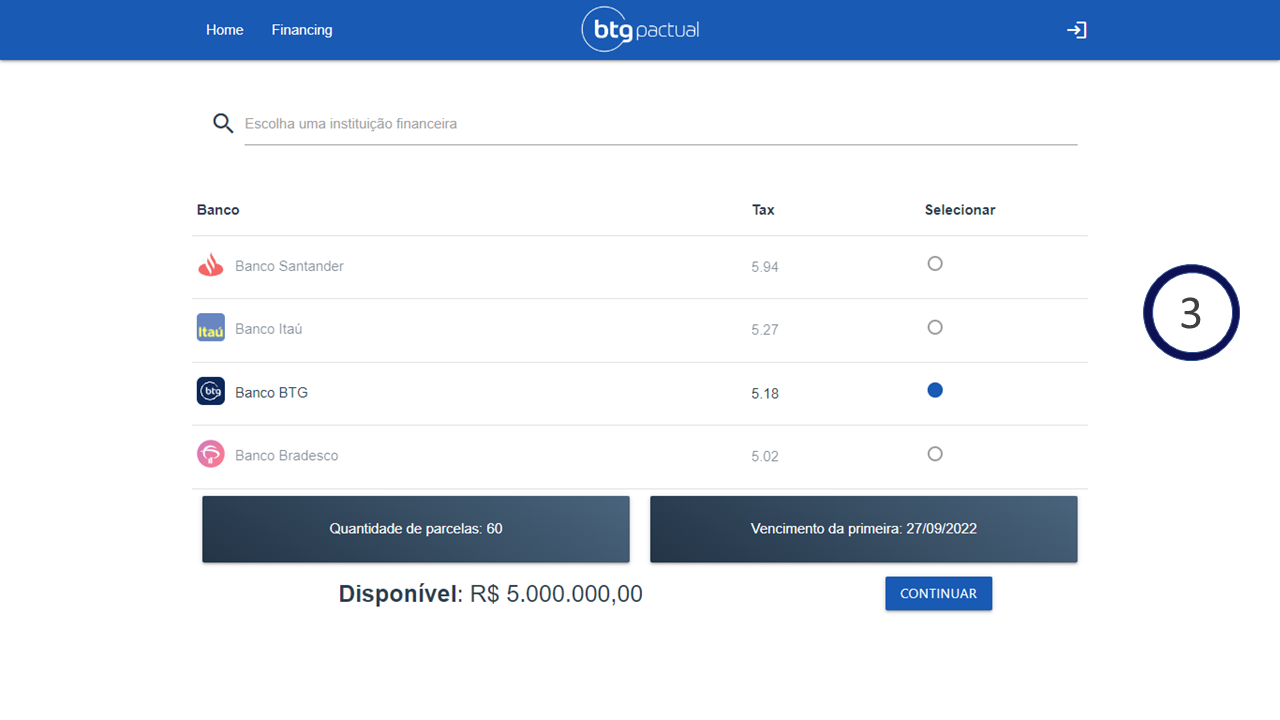 Home Financing btg pactual
Escolha uma instituição financeira
Banco Tax Selecionar
Banco Santander 5.94
Itaú Banco Itaú 5.27
3
btg Banco BTG 5.18
Banco Bradesco 5.02
Quantidade de parcelas: 60 Vencimento da primeira: 27/09/2022
Disponível: R$ 5.000.000,00 CONTINUAR